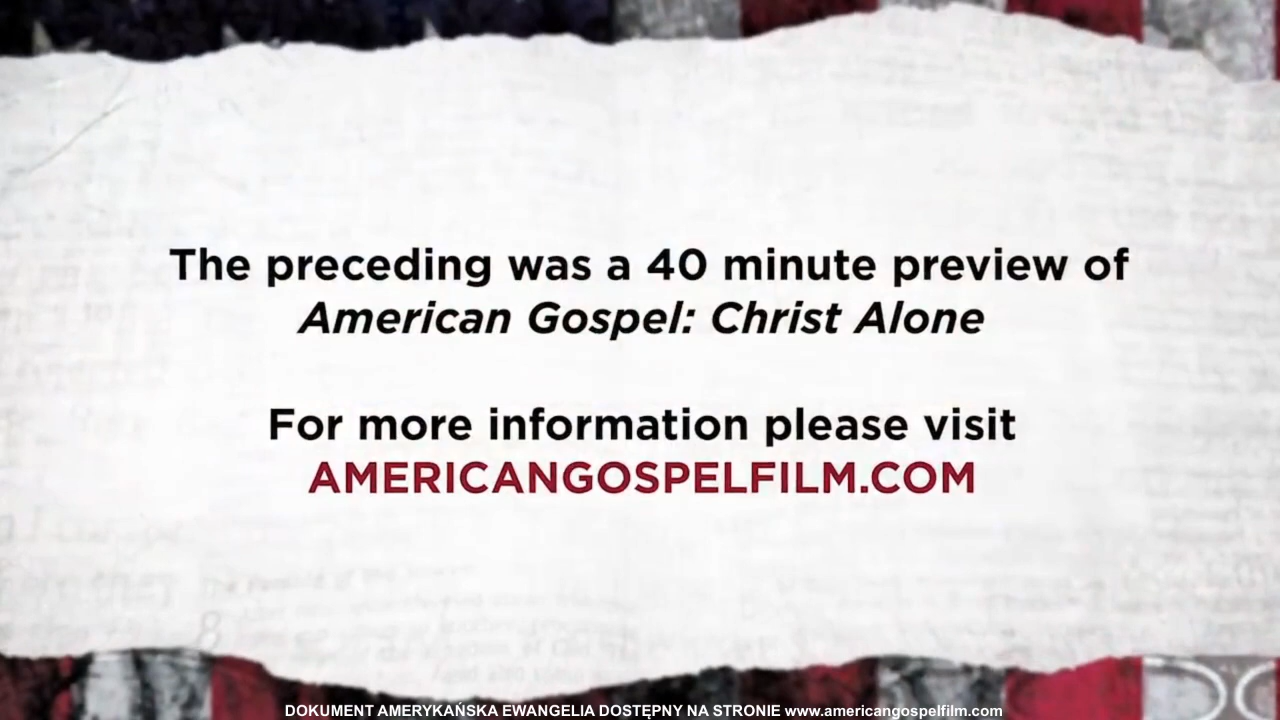 The preceding was a 40 minute preview of
American Gospel: Christ Alone
For more information please visit
AMERICANGOSPELFILM.COM
DOKUMENT AMERYKAŃSKA EWANGELIA DOSTĘPNY NA STRONIE www.americangospelfilm.com